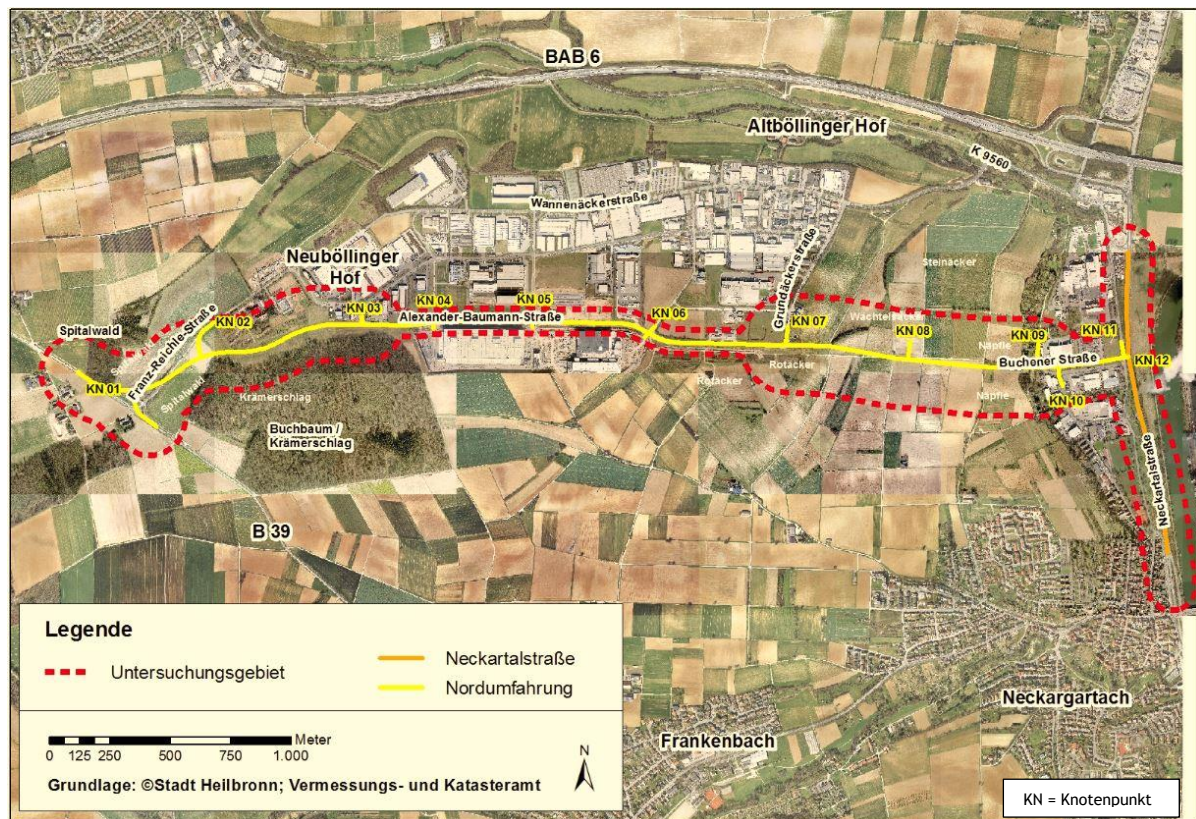 BAB 6
Altböllinger Hof
K 9560
Wannenäckerstraße
Neuböllinger
Hof
Grundäckerstraße
Steinäcker
KN 02
KN 03
KN 04
KN 05
Alexander-Baumann-Straße
KN 06
KN 07
Wachtelsäcker
KN 08
KN 09
KN 11
Spitalwald
Franz-Reichle-Straße
KN 01
Spitalwald
Krämerschlag
Buchbaum /
Krämerschlag
Rotäcker
Rotäcker
Näpfle
Näpfle
Buchener Straße
KN 12
KN 10
Neckartalstraße
B 39
Legende
Untersuchungsgebiet
Neckartalstraße
Nordumfahrung
Meter
0 125 250 500 750 1.000
N
Grundlage: ©Stadt Heilbronn; Vermessungs- und Katasteramt
Frankenbach
Neckargartach
KN = Knotenpunkt